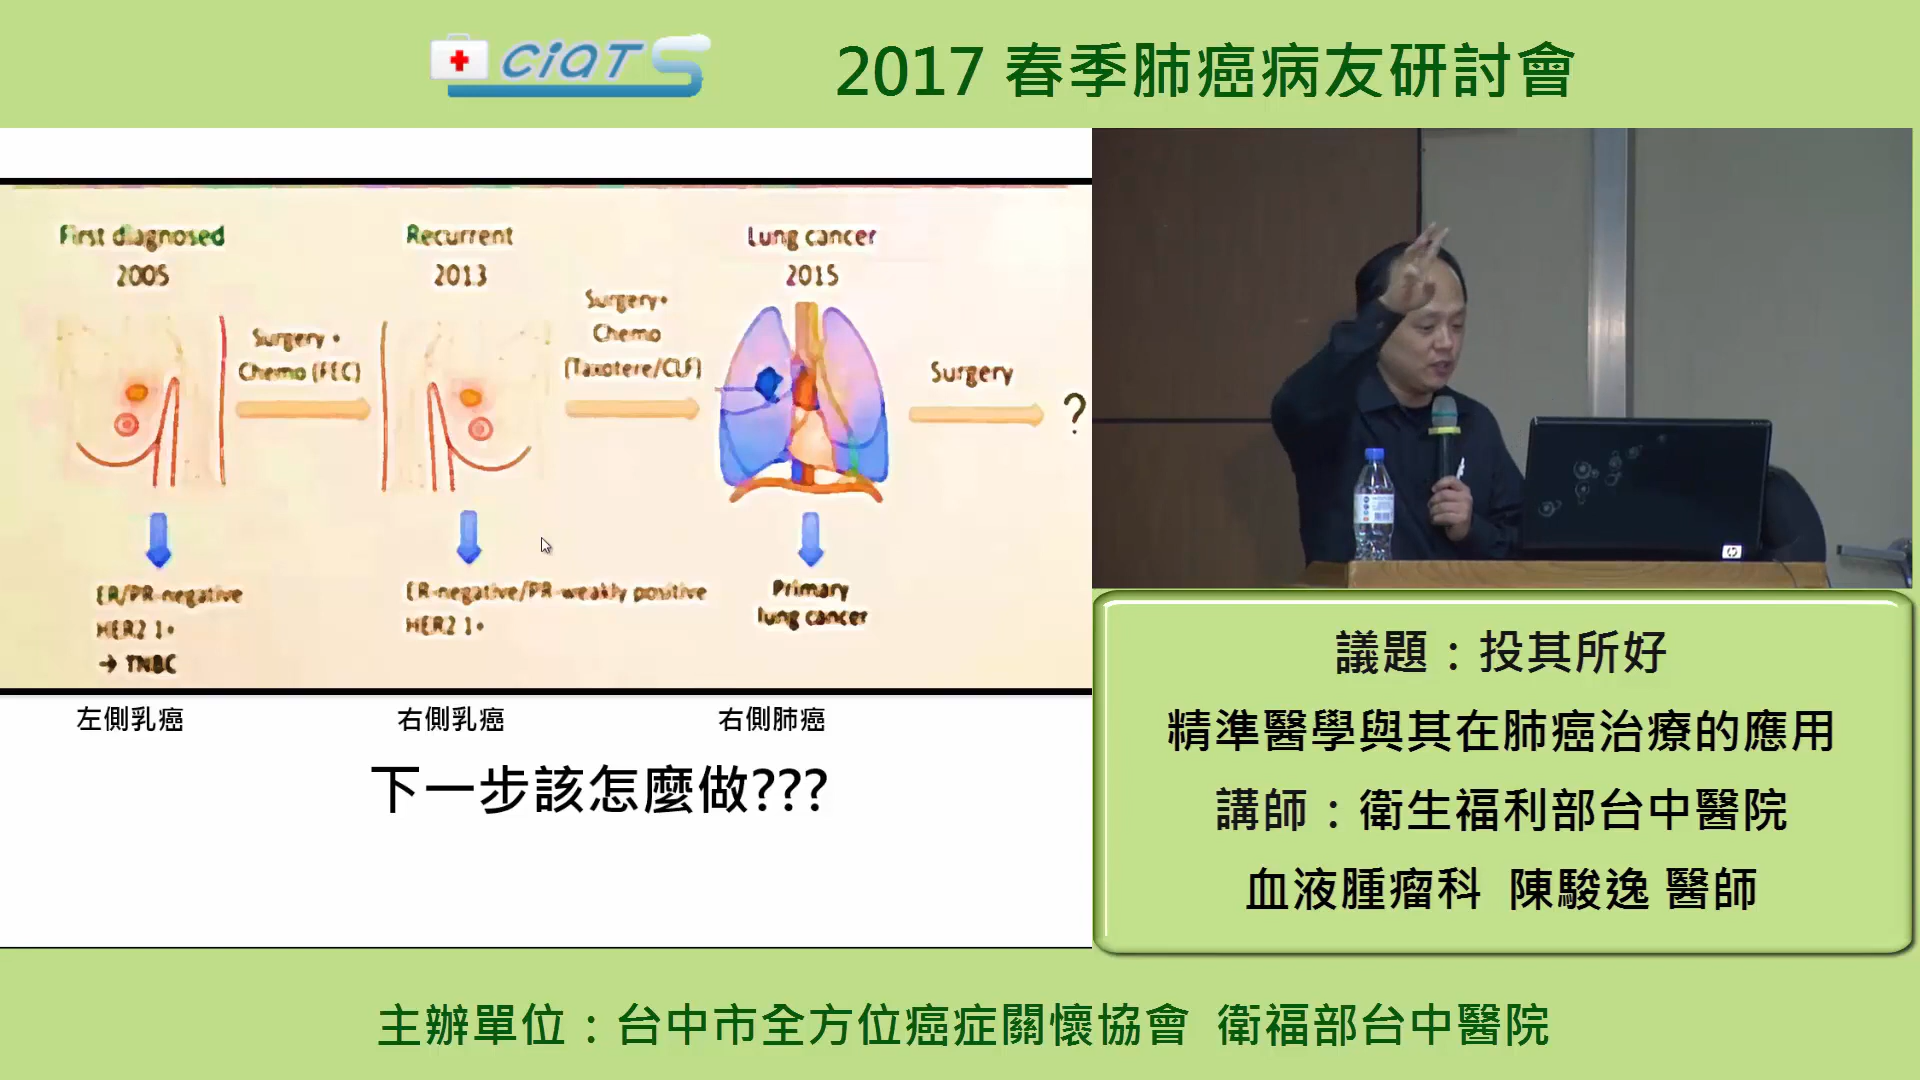 CiATS
2017 春季肺癌病友研討會
First diagnosed
2005
Recurrent
2013
Lung cancer
2015
Surgery +
Chemo (FEC)
Surgery+
Chemo
(Taxotere/CLF)
Surgery
?
ER/PR-negative
HER2 1+
→ TNBC
ER-negative/PR-weakly positive
HER2 1+
Primary
lung cancer
左側乳癌
右側乳癌
右側肺癌
下一步該怎麼做???
hp
議題：投其所好
精準醫學與其在肺癌治療的應用
講師：衛生福利部台中醫院
血液腫瘤科 陳駿逸 醫師
主辦單位：台中市全方位癌症關懷協會 衛福部台中醫院